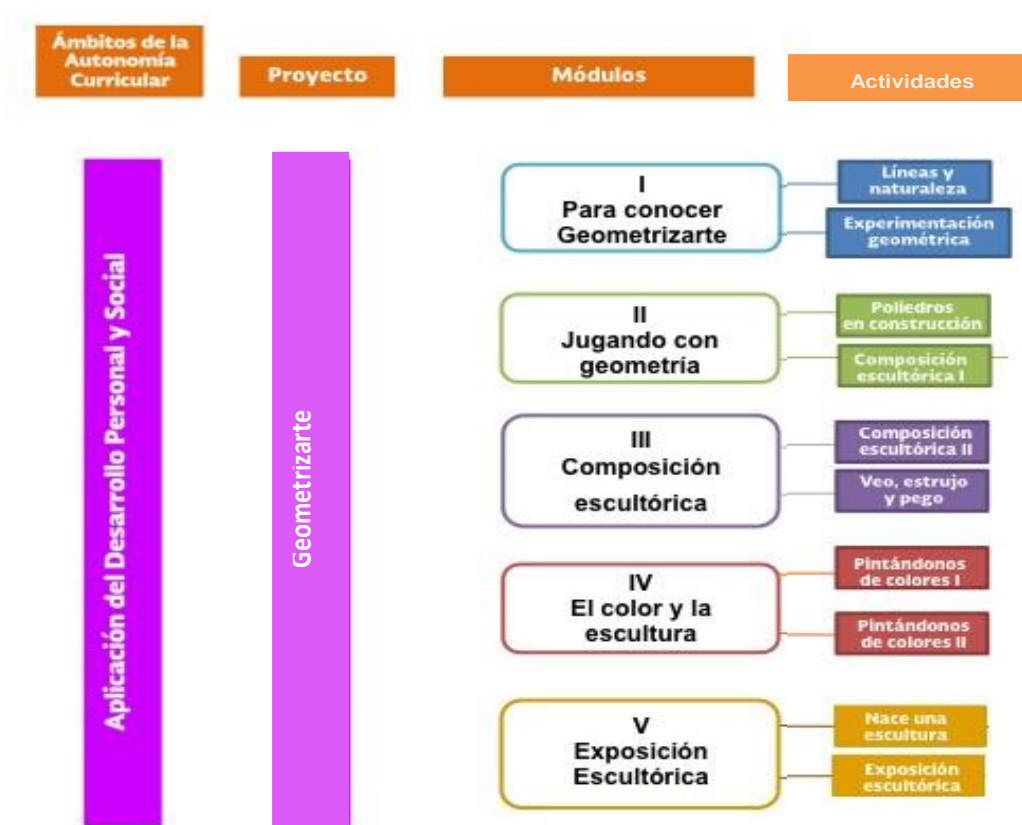 Ámbitos de la
Autonomía
Curricular
Proyecto
Módulos
Actividades
Aplicación del Desarrollo Personal y Social
Geometrizarte
I
Para conocer
Geometrizarte
Líneas y
naturaleza
Experimentación
geométrica
II
Jugando con
geometría
Poliedros
en construcción
Composición
escultórica I
III
Composición
escultórica
Composición
escultórica II
Veo, estrujo
y pego
IV
El color y la
escultura
Pintándonos
de colores I
Pintándonos
de colores II
V
Exposición
Escultórica
Nace una
escultura
Exposición
escultórica